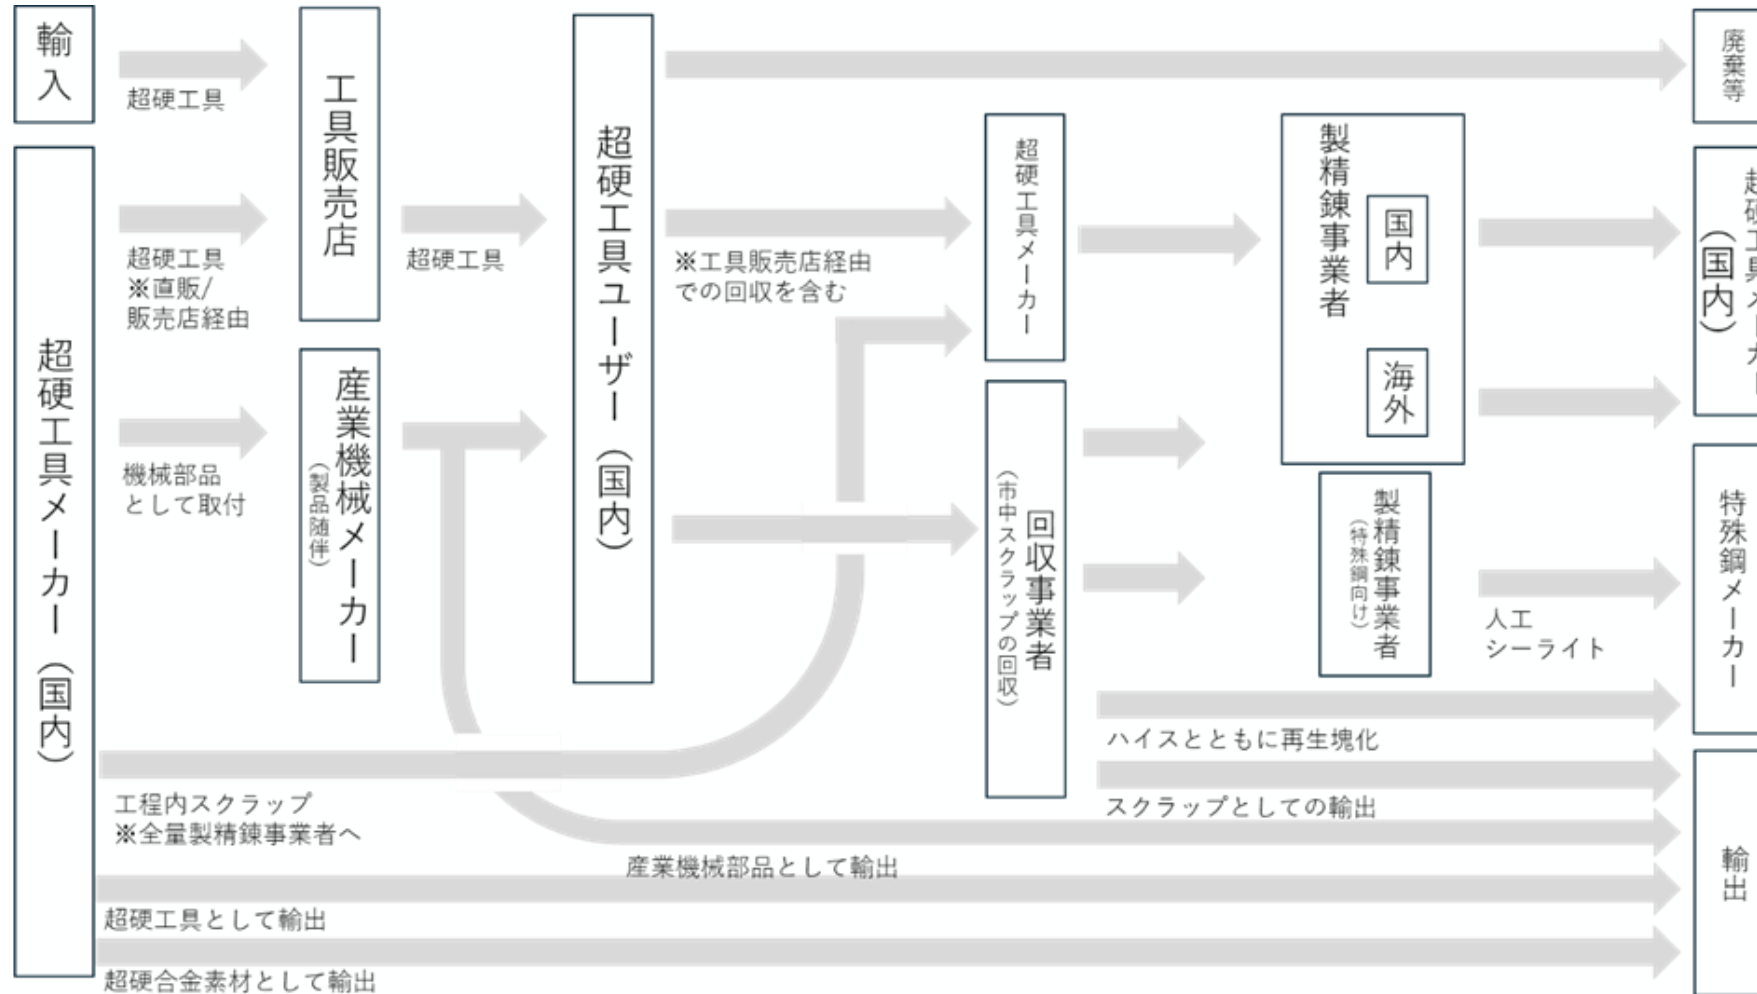 輸入
超硬工具
超硬工具メーカー（国内）
超硬工具
※直販/
販売店経由
機械部品
として取付
工具販売店
産業機械メーカー
（製品随伴）
超硬工具
超硬工具ユーザー（国内）
※工具販売店経由
での回収を含む
超硬工具メーカー
回収事業者
（市中スクラップの回収）
製精錬事業者
国内
海外
製精錬事業者
（特殊鋼向け）
人工
シーライト
ハイスとともに再生塊化
スクラップとしての輸出
工程内スクラップ
※全量製精錬事業者へ
産業機械部品として輸出
超硬工具として輸出
超硬合金素材として輸出
廃棄等
超硬工具メーカー
（国内）
特殊鋼メーカー
輸出